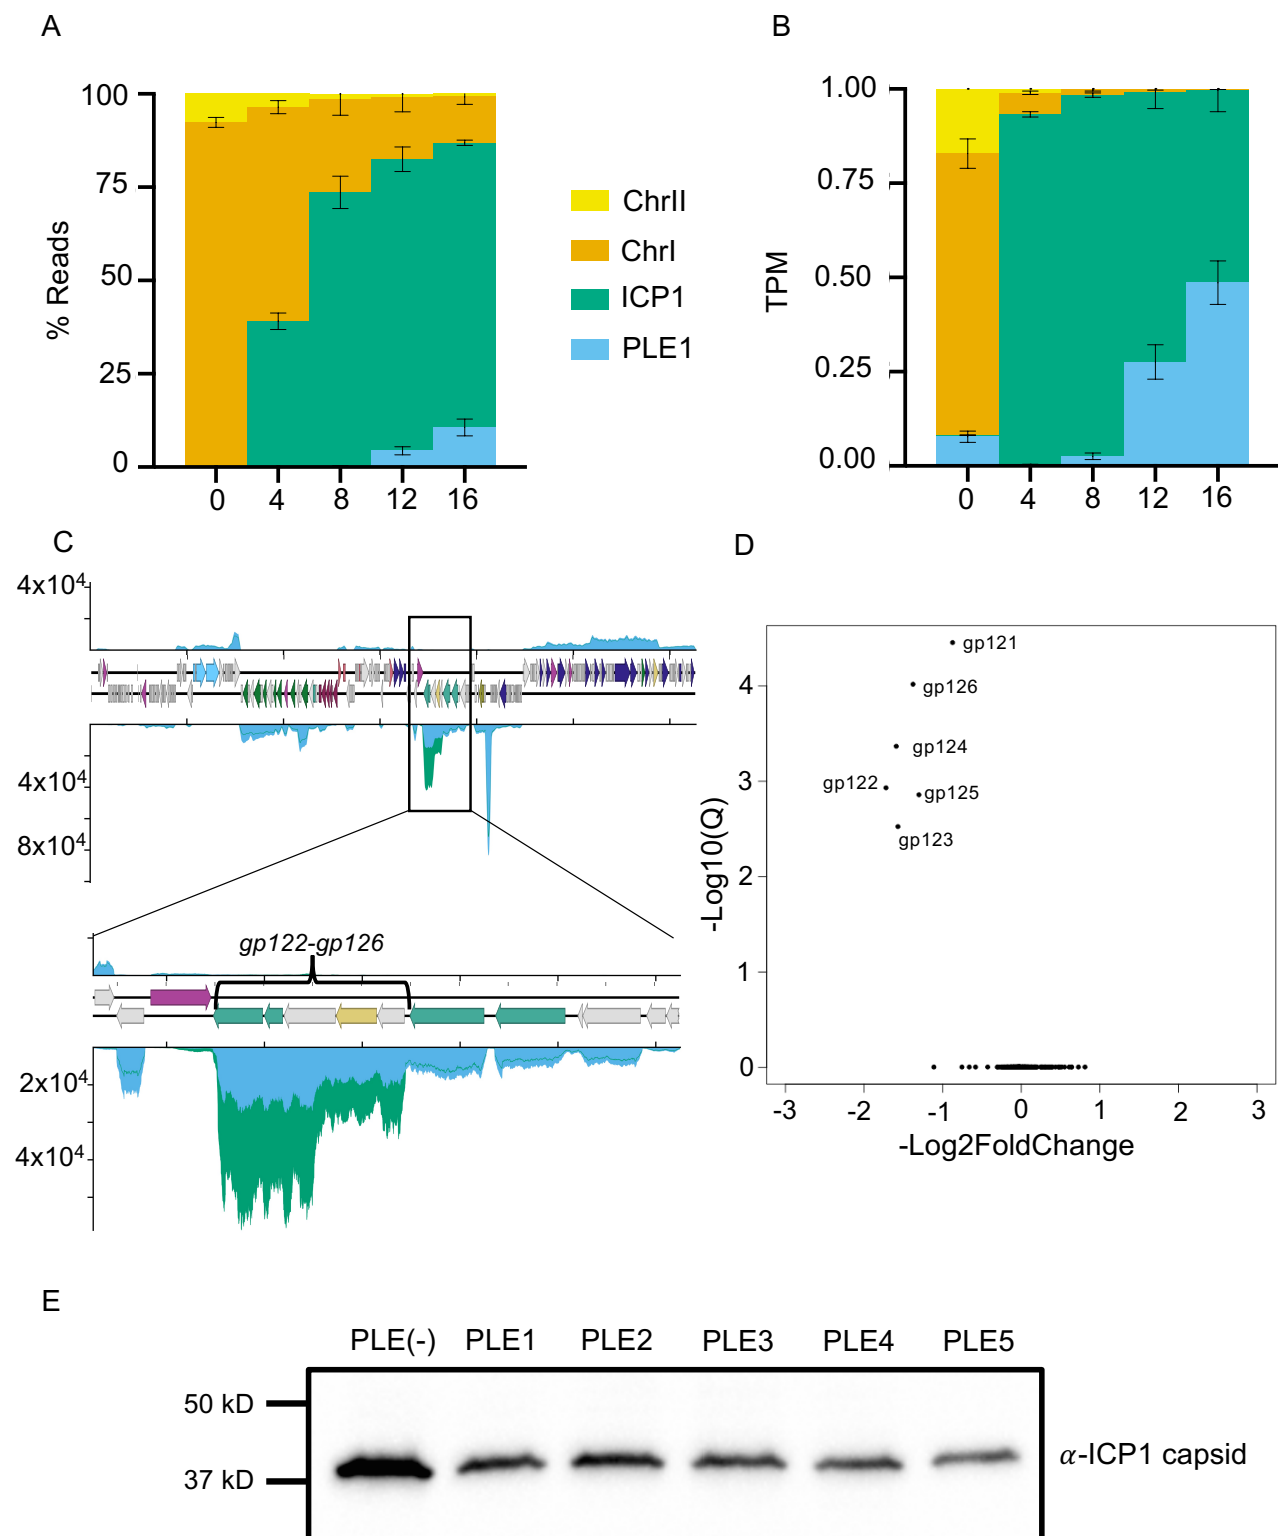 A
% Reads
100
75
50
25
0
0 4 8 12 16
ChrII
ChrI
ICP1
PLE1
B
TPM
1.00
0.75
0.50
0.25
0.00
0 4 8 12 16
C
4x10⁴
4x10⁴
8x10⁴
gp122-gp126
2x10⁴
4x10⁴
D
-Log10(Q)
4
3
2
1
0
gp121
gp126
gp124
gp122
gp125
gp123
-3 -2 -1 0 1 2 3
-Log2FoldChange
E
PLE(-) PLE1 PLE2 PLE3 PLE4 PLE5
50 kD
37 kD
α-ICP1 capsid